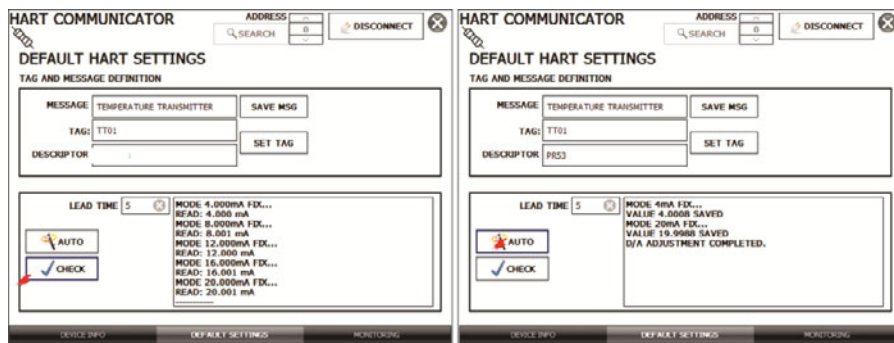 HART COMMUNICATOR
ADDRESS
SEARCH
0
DISCONNECT
DEFAULT HART SETTINGS
TAG AND MESSAGE DEFINITION
MESSAGE TEMPERATURE TRANSMITTER SAVE MSG
TAG: TT01
SET TAG
DESCRIPTOR :
LEAD TIME 5
AUTO
CHECK
MODE 4.000mA FIX...
READ: 4.000 mA
MODE 8.000mA FIX...
READ: 8.001 mA
MODE 12.000mA FIX...
READ: 12.000 mA
MODE 16.000mA FIX...
READ: 16.001 mA
MODE 20.000mA FIX...
READ: 20.001 mA
----------
DEVICE INFO DEFAULT SETTINGS MONITORING
HART COMMUNICATOR
ADDRESS
SEARCH
0
DISCONNECT
DEFAULT HART SETTINGS
TAG AND MESSAGE DEFINITION
MESSAGE TEMPERATURE TRANSMITTER SAVE MSG
TAG: TT01
SET TAG
DESCRIPTOR PR53
LEAD TIME 5
AUTO
CHECK
MODE 4mA FIX...
VALUE 4.0008 SAVED
MODE 20mA FIX...
VALUE 19.9988 SAVED
D/A ADJUSTMENT COMPLETED.
DEVICE INFO DEFAULT SETTINGS MONITORING